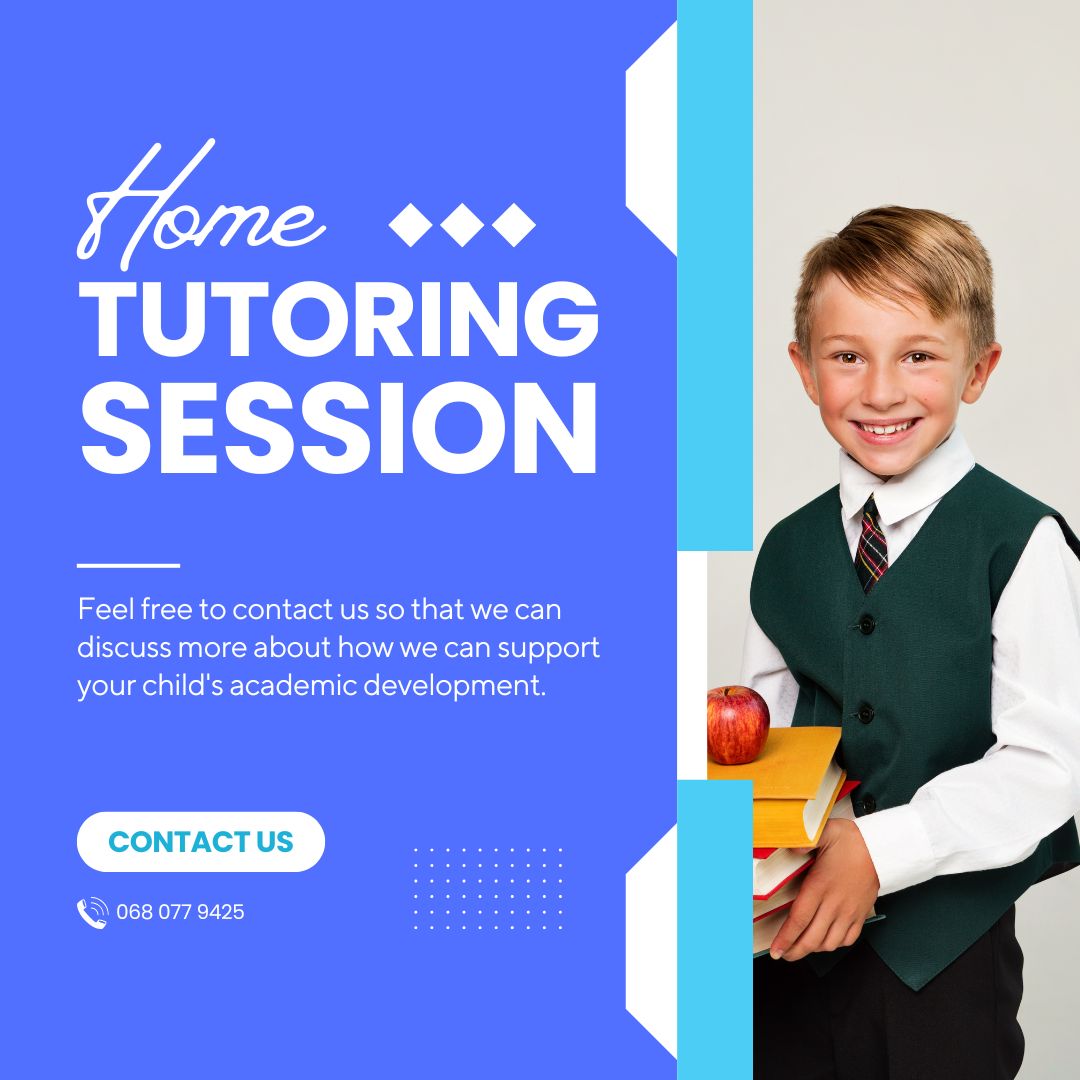 Home
TUTORING
SESSION
Feel free to contact us so that we can
discuss more about how we can support
your child's academic development.
CONTACT US
068 077 9425